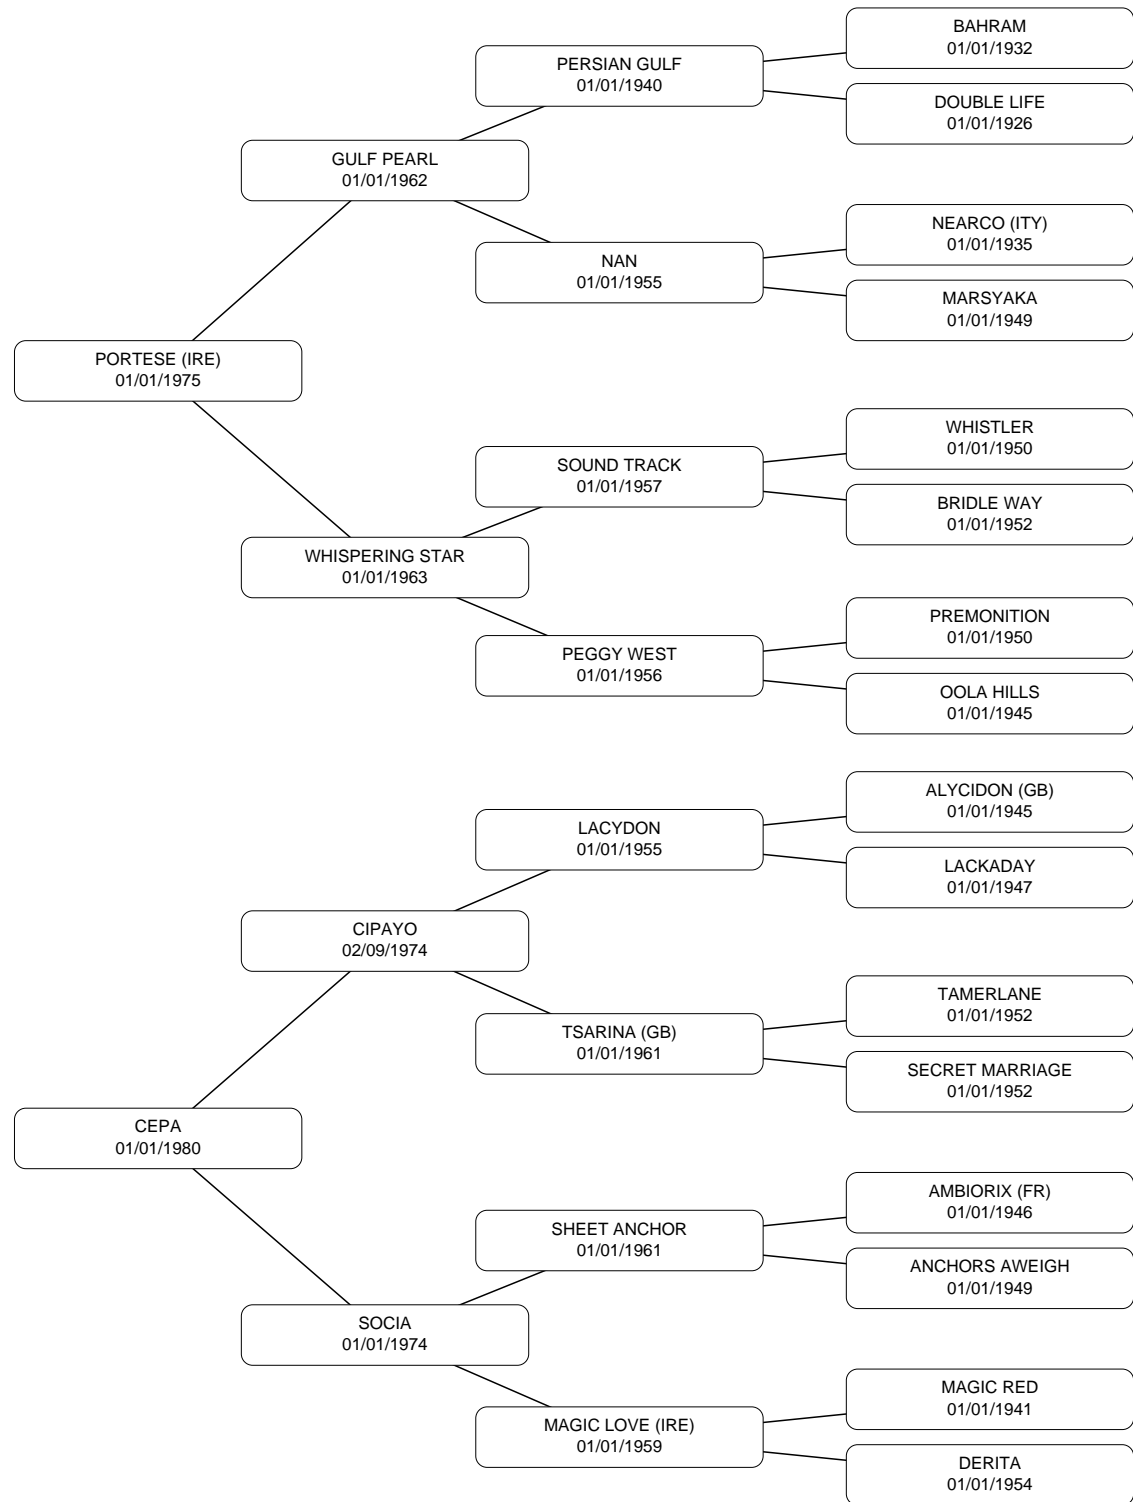 BAHRAM
01/01/1932
PERSIAN GULF
01/01/1940
DOUBLE LIFE
01/01/1926
GULF PEARL
01/01/1962
NEARCO (ITY)
01/01/1935
NAN
01/01/1955
MARSYAKA
01/01/1949
PORTESE (IRE)
01/01/1975
WHISTLER
01/01/1950
SOUND TRACK
01/01/1957
BRIDLE WAY
01/01/1952
WHISPERING STAR
01/01/1963
PREMONITION
01/01/1950
PEGGY WEST
01/01/1956
OOLA HILLS
01/01/1945
ALYCIDON (GB)
01/01/1945
LACYDON
01/01/1955
LACKADAY
01/01/1947
CIPAYO
02/09/1974
TAMERLANE
01/01/1952
TSARINA (GB)
01/01/1961
SECRET MARRIAGE
01/01/1952
CEPA
01/01/1980
AMBIORIX (FR)
01/01/1946
SHEET ANCHOR
01/01/1961
ANCHORS AWEIGH
01/01/1949
SOCIA
01/01/1974
MAGIC RED
01/01/1941
MAGIC LOVE (IRE)
01/01/1959
DERITA
01/01/1954